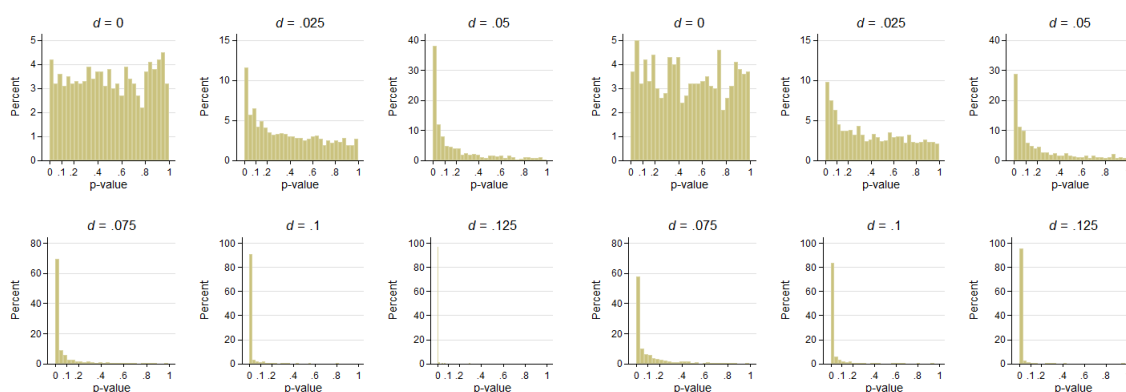 d = 0 d = .025 d = .05 d = 0 d = .025 d = .05
Percent 5 4 3 2 1 0 Percent 15 10 5 0 Percent 40 30 20 10 0 Percent 5 4 3 2 1 0 Percent 15 10 5 0 Percent 40 30 20 10 0
0 .1 .2 .4 .6 .8 1 0 .1 .2 .4 .6 .8 1 0 .1 .2 .4 .6 .8 1 0 .1 .2 .4 .6 .8 1 0 .1 .2 .4 .6 .8 1 0 .1 .2 .4 .6 .8
p-value p-value p-value p-value p-value p-value
d = .075 d = .1 d = .125 d = .075 d = .1 d = .125
Percent 80 60 40 20 0 Percent 100 80 60 40 20 0 Percent 100 80 60 40 20 0 Percent 80 60 40 20 0 Percent 100 80 60 40 20 0 Percent 100 80 60 40 20 0
0 .1 .2 .4 .6 .8 1 0 .1 .2 .4 .6 .8 1 0 .1 .2 .4 .6 .8 1 0 .1 .2 .4 .6 .8 1 0 .1 .2 .4 .6 .8 1 0 .1 .2 .4 .6 .8 1
p-value p-value p-value p-value p-value p-value